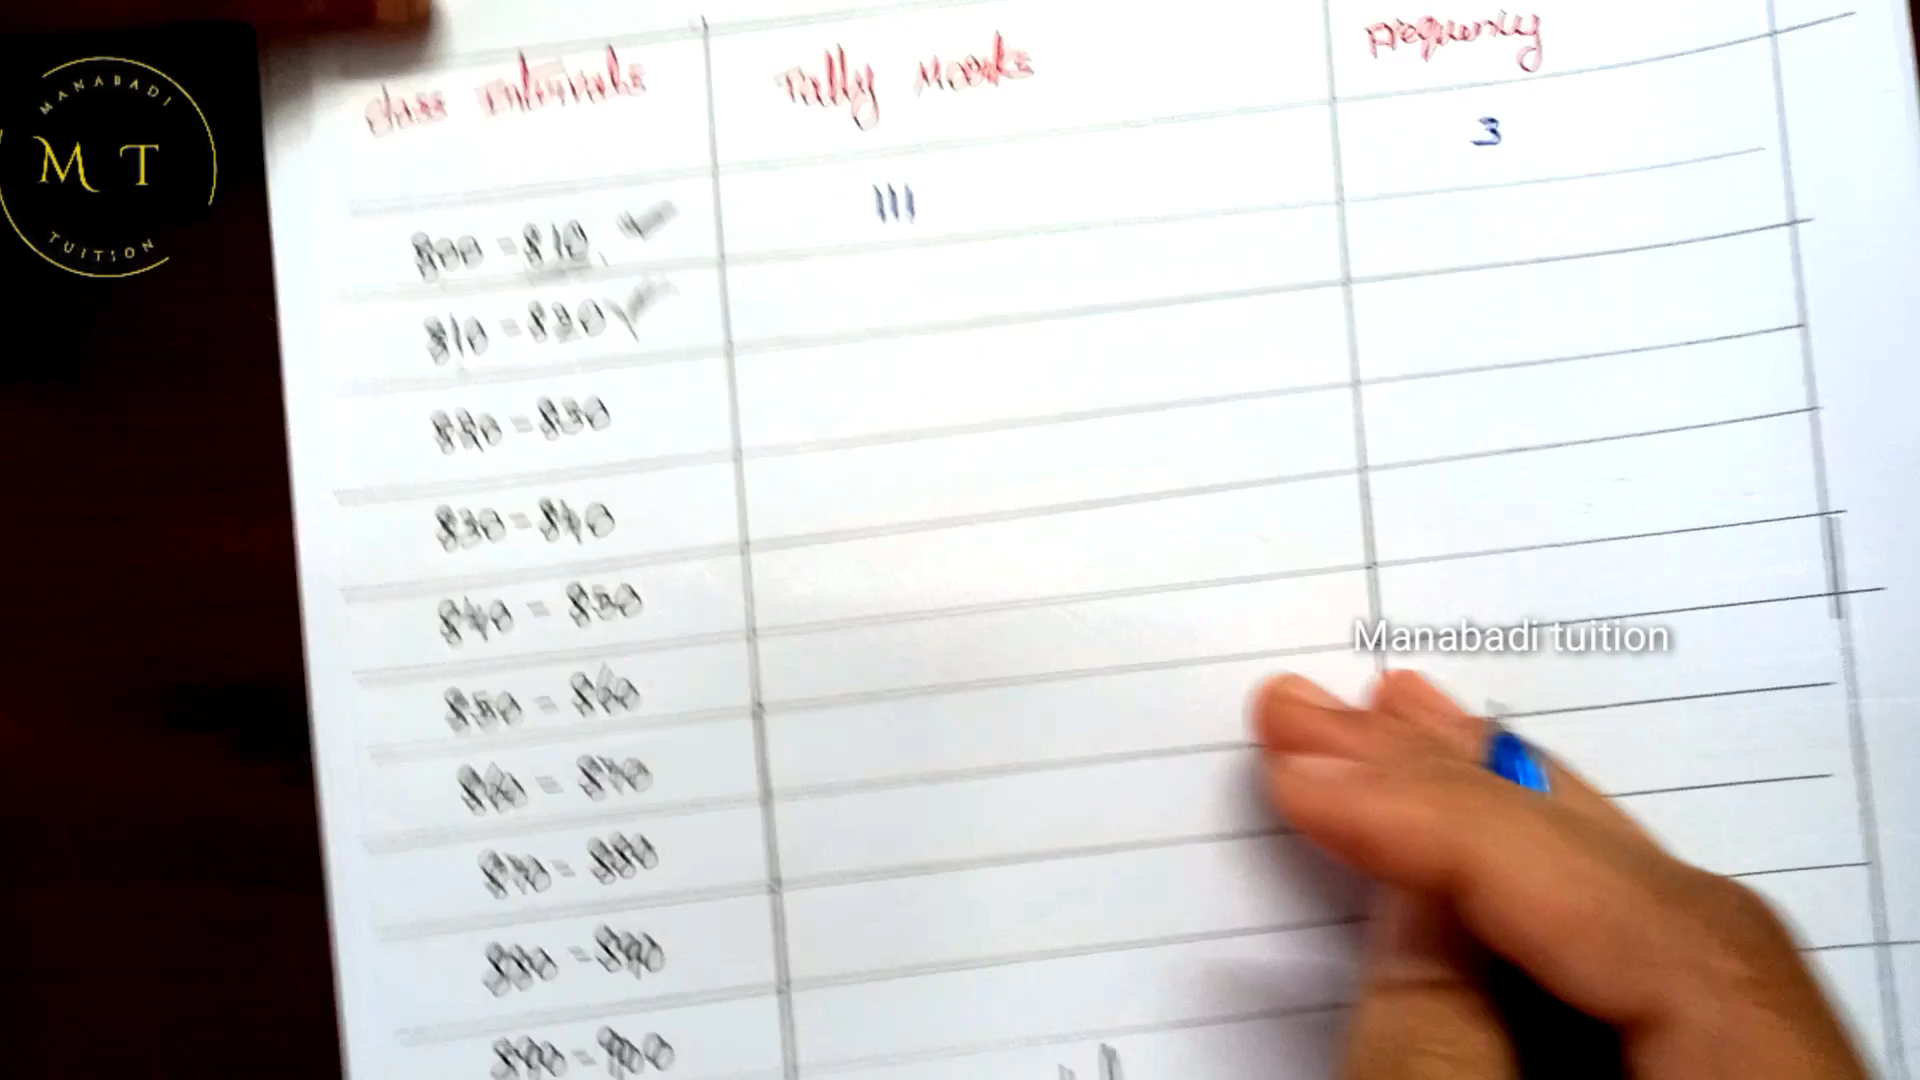 MANABADI
M T
TUITION
Class Intervals Tally Marks Frequency
800 - 810 ||| 3
810 - 820
820 - 830
830 - 840
840 - 850
850 - 860
860 - 870
870 - 880
880 - 890
890 - 900
Manabadi tuition